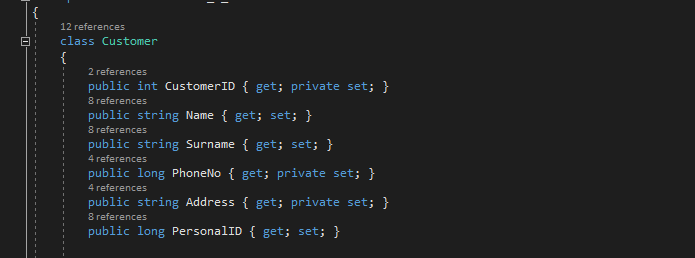 {
12 references
class Customer
{
2 references
public int CustomerID { get; private set; }
8 references
public string Name { get; set; }
8 references
public string Surname { get; set; }
4 references
public long PhoneNo { get; private set; }
4 references
public string Address { get; private set; }
8 references
public long PersonalID { get; set; }